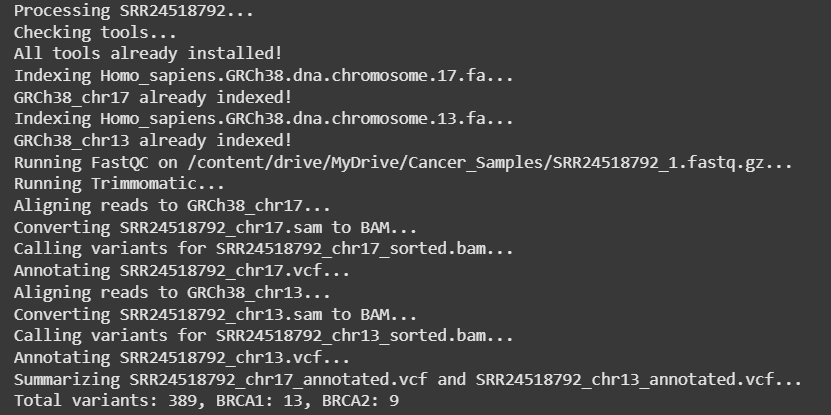 Processing SRR24518792...
Checking tools...
All tools already installed!
Indexing Homo_sapiens.GRCh38.dna.chromosome.17.fa...
GRCh38_chr17 already indexed!
Indexing Homo_sapiens.GRCh38.dna.chromosome.13.fa...
GRCh38_chr13 already indexed!
Running FastQC on /content/drive/MyDrive/Cancer_Samples/SRR24518792_1.fastq.gz...
Running Trimmomatic...
Aligning reads to GRCh38_chr17...
Converting SRR24518792_chr17.sam to BAM...
Calling variants for SRR24518792_chr17_sorted.bam...
Annotating SRR24518792_chr17.vcf...
Aligning reads to GRCh38_chr13...
Converting SRR24518792_chr13.sam to BAM...
Calling variants for SRR24518792_chr13_sorted.bam...
Annotating SRR24518792_chr13.vcf...
Summarizing SRR24518792_chr17_annotated.vcf and SRR24518792_chr13_annotated.vcf...
Total variants: 389, BRCA1: 13, BRCA2: 9